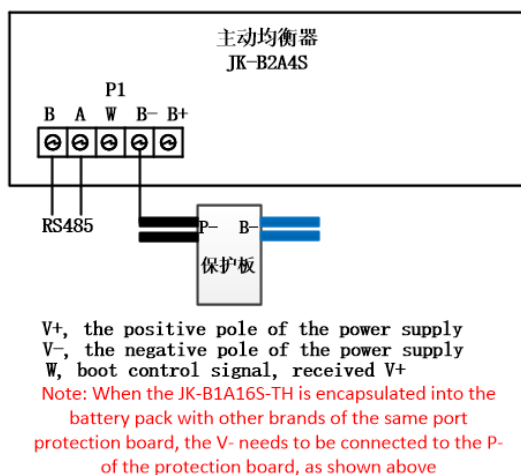 主动均衡器
JK-B2A4S
P1
B A W B- B+
RS485
P- B-
保护板
V+, the positive pole of the power supply
V-, the negative pole of the power supply
W, boot control signal, received V+
Note: When the JK-B1A16S-TH is encapsulated into the
battery pack with other brands of the same port
protection board, the V- needs to be connected to the P-
of the protection board, as shown above